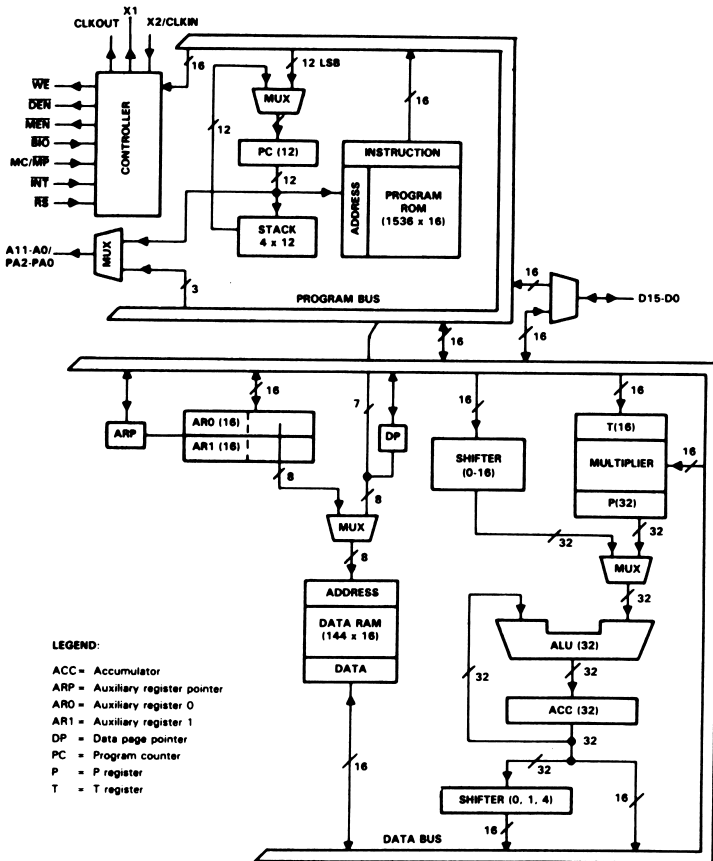 X1
CLKOUT
X2/CLKIN
WE
DEN
MEN
BIO
MC/MP
INT
RS
CONTROLLER
16
12 LSB
MUX
12
PC (12)
12
STACK
4 x 12
16
INSTRUCTION
ADDRESS
PROGRAM
ROM
(1536 x 16)
A11-A0/
PA2-PA0
MUX
3
PROGRAM BUS
16
16
D15-D0
16
ARP
16
AR0 (16)
AR1 (16)
8
7
DP
8
MUX
8
ADDRESS
DATA RAM
(144 x 16)
DATA
16
16
SHIFTER
(0-16)
32
16
T(16)
MULTIPLIER
P(32)
16
32
MUX
32
ALU (32)
32
32
ACC (32)
32
32
SHIFTER (0, 1, 4)
16
16
DATA BUS
LEGEND:
ACC = Accumulator
ARP = Auxiliary register pointer
AR0 = Auxiliary register 0
AR1 = Auxiliary register 1
DP = Data page pointer
PC = Program counter
P = P register
T = T register